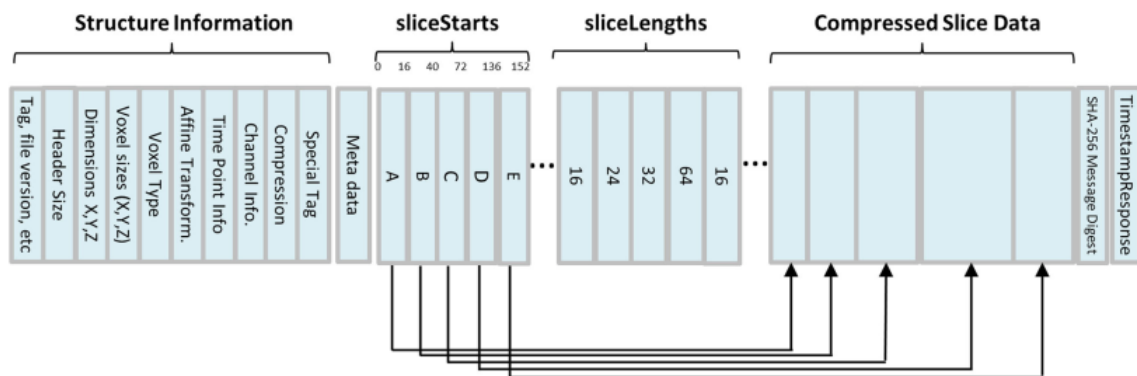 Structure Information
sliceStarts
sliceLengths
Compressed Slice Data
0 16 40 72 136 152
Tag, file version, etc
Header Size
Dimensions X,Y,Z
Voxel sizes (X,Y,Z)
Voxel Type
Affine Transform.
Time Point Info
Channel Info.
Compression
Special Tag
Meta data
A
B
C
D
E
...
16
24
32
64
16
...
SHA-256 Message Digest
TimestampResponse